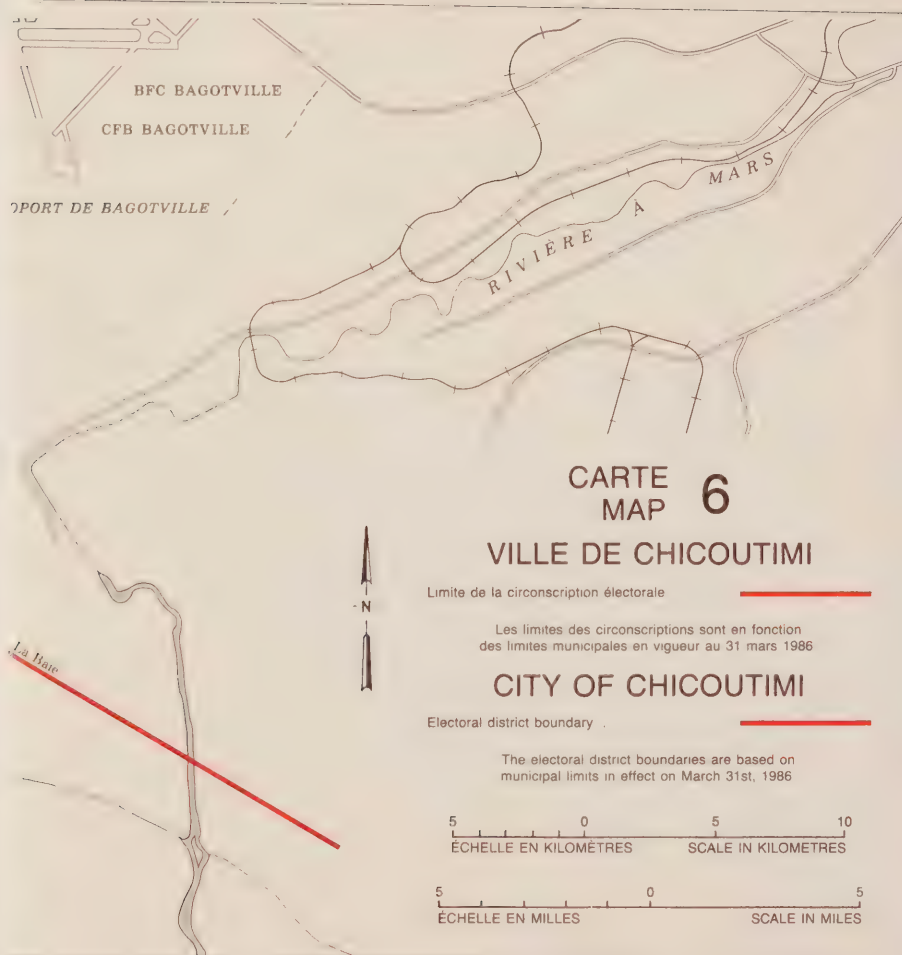 BFC BAGOTVILLE
CFB BAGOTVILLE
OPORT DE BAGOTVILLE
RIVIÈRE À MARS
CARTE
MAP 6
VILLE DE CHICOUTIMI
Limite de la circonscription électorale
Les limites des circonscriptions sont en fonction
des limites municipales en vigueur au 31 mars 1986
N
La Baie
CITY OF CHICOUTIMI
Electoral district boundary
The electoral district boundaries are based on
municipal limits in effect on March 31st, 1986
5 0 5 10
ÉCHELLE EN KILOMÈTRES SCALE IN KILOMETRES
5 0 5
ÉCHELLE EN MILLES SCALE IN MILES